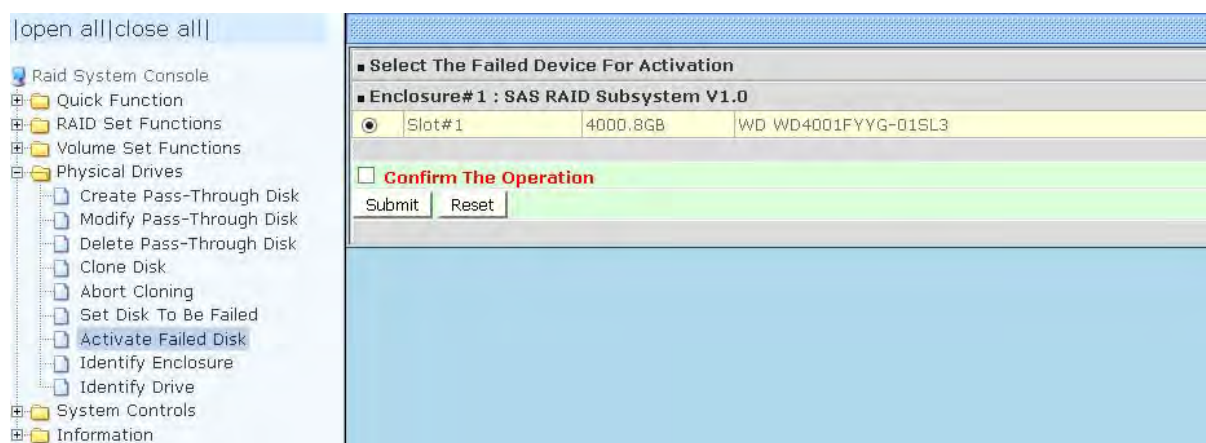 |open all|close all|
Raid System Console
Quick Function
RAID Set Functions
Volume Set Functions
Physical Drives
Create Pass-Through Disk
Modify Pass-Through Disk
Delete Pass-Through Disk
Clone Disk
Abort Cloning
Set Disk To Be Failed
Activate Failed Disk
Identify Enclosure
Identify Drive
System Controls
Information
Select The Failed Device For Activation
Enclosure#1 : SAS RAID Subsystem V1.0
Slot#1 4000.8GB WD WD4001FYYG-01SL3
Confirm The Operation
Submit Reset